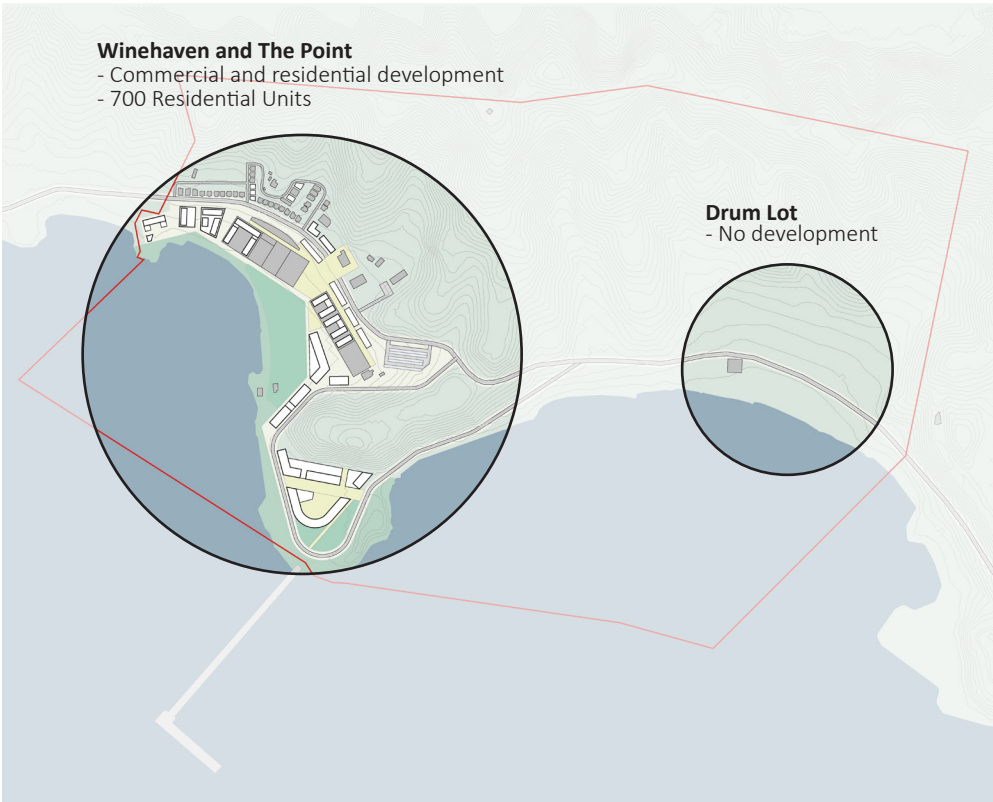 Winehaven and The Point
- Commercial and residential development
- 700 Residential Units
Drum Lot
- No development